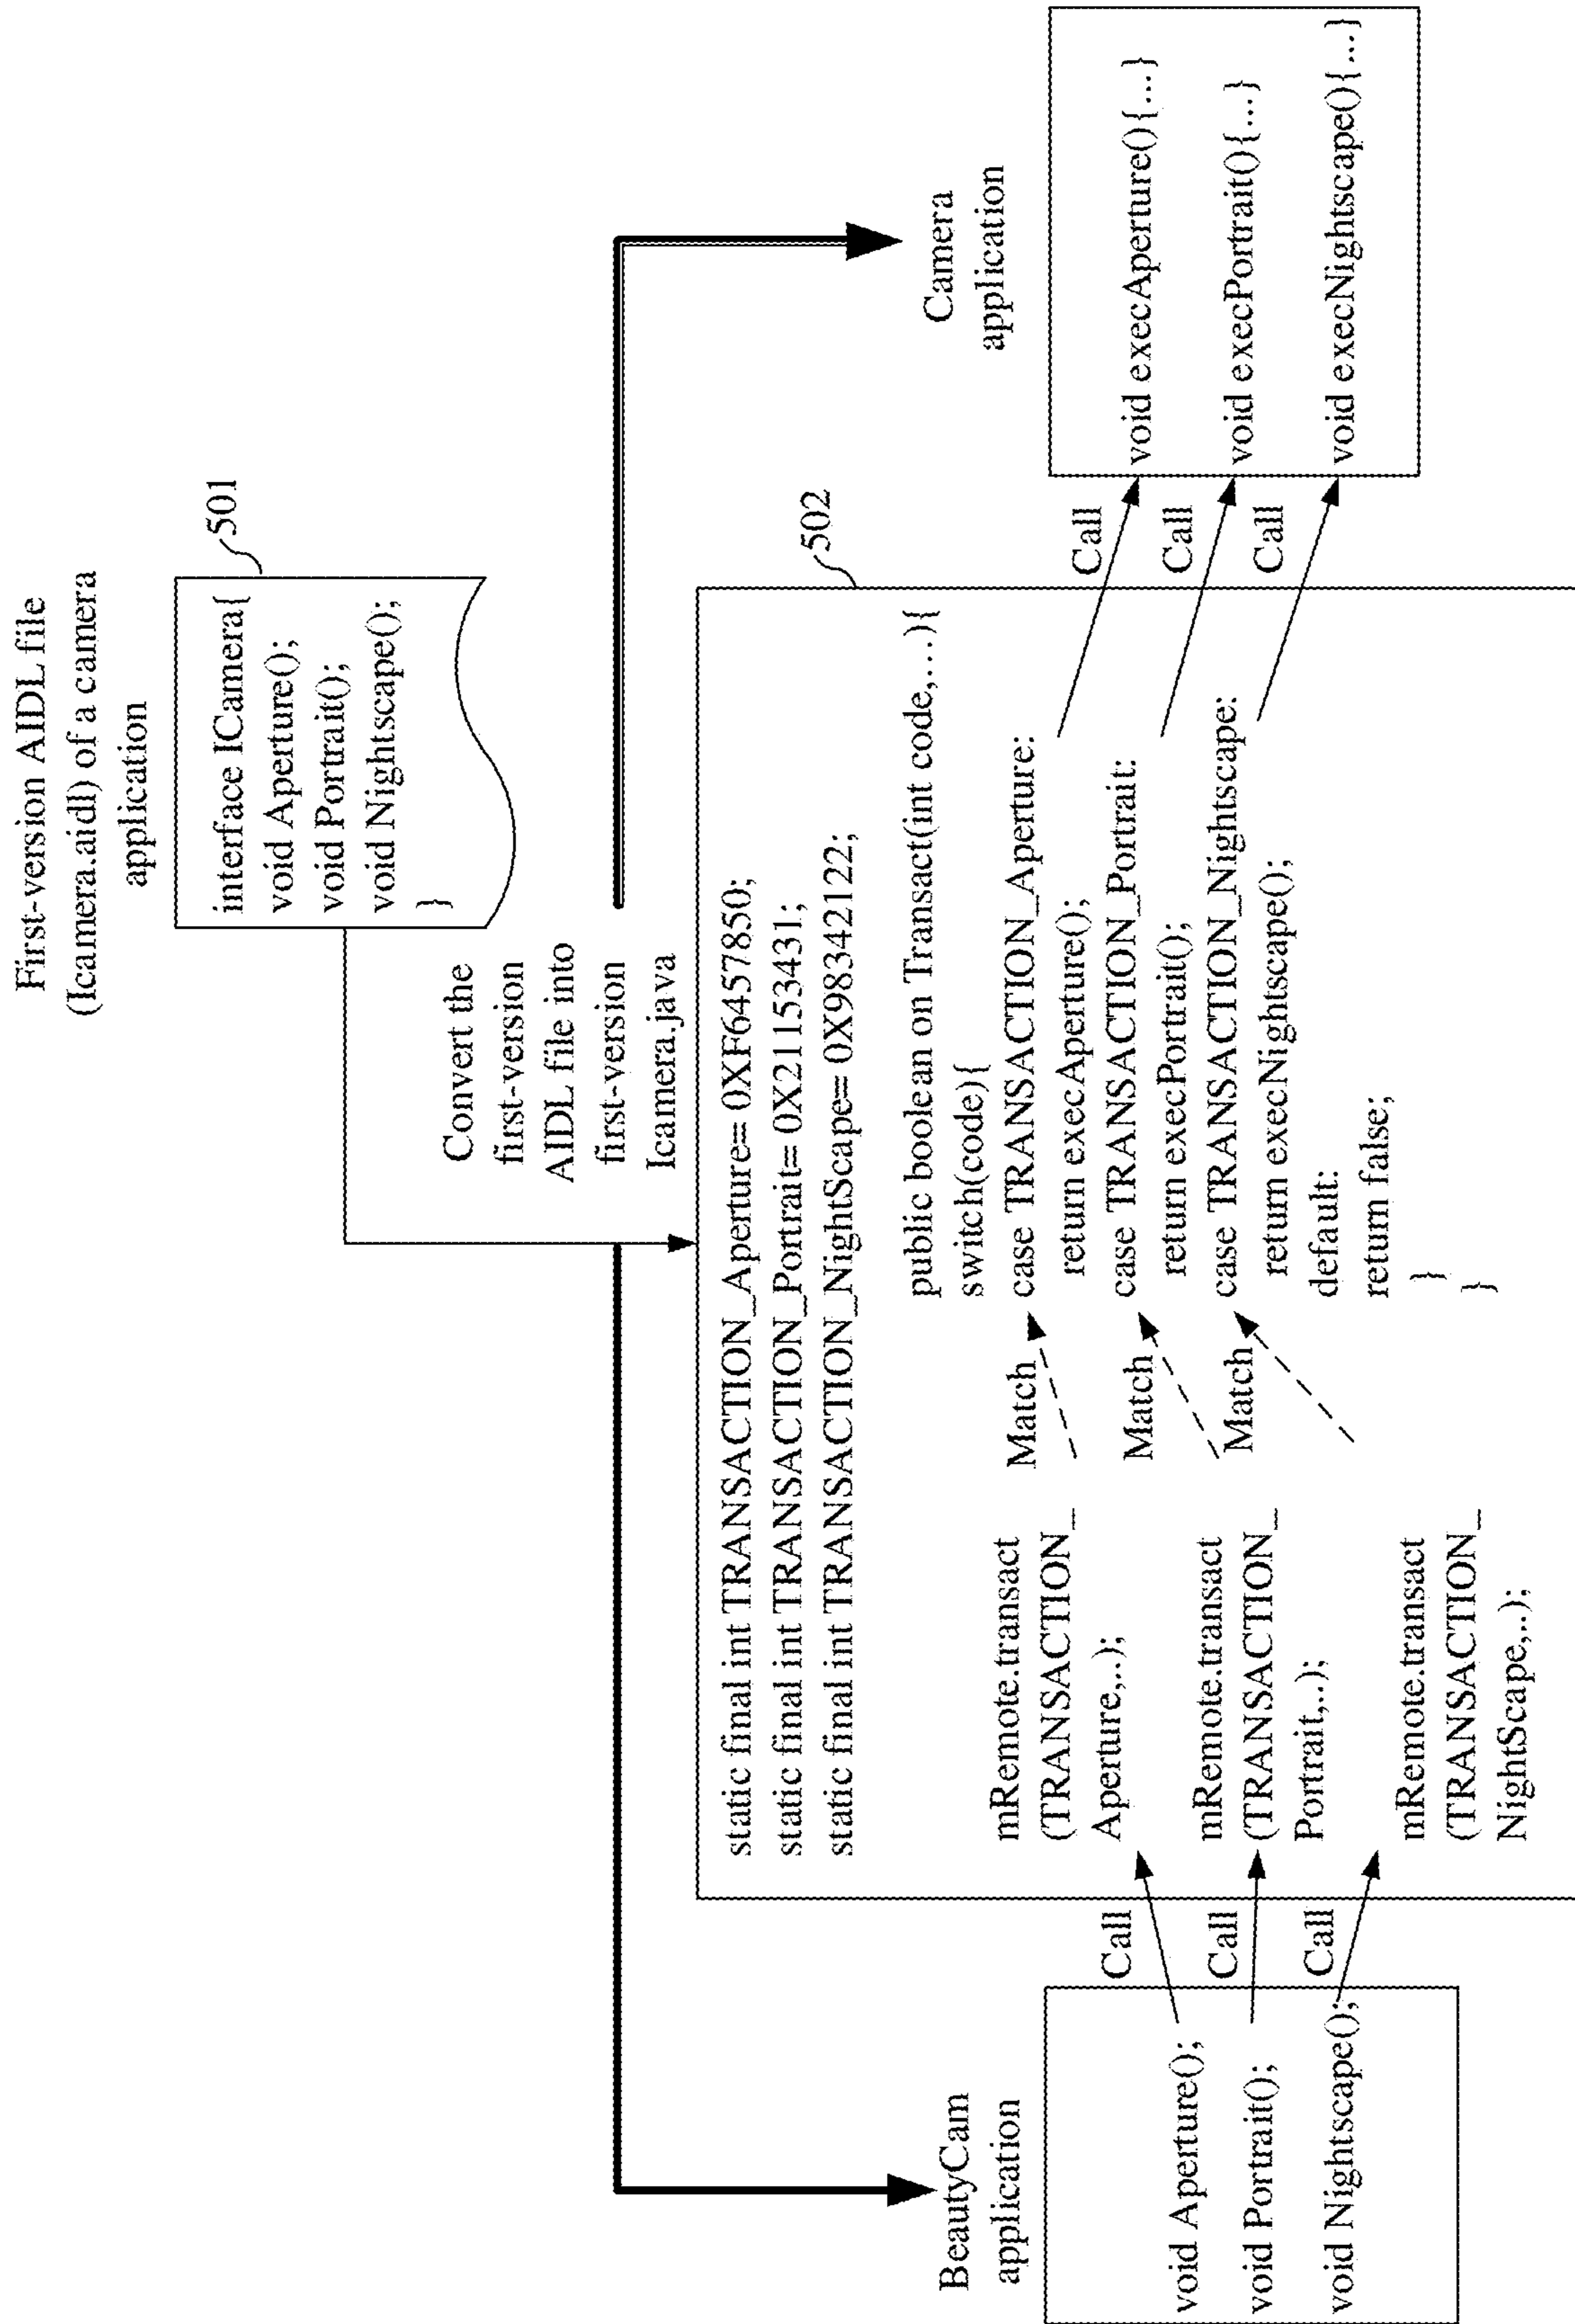 First-version AIDL file
(Icamera.aidl) of a camera
application
501
interface ICamera{
void Aperture();
void Portrait();
void Nightscape();
}
Convert the
first-version
AIDL file into
first-version
Icamera.java
BeautyCam
application
void Aperture();
void Portrait();
void Nightscape();
Call
Call
Call
502
static final int TRANSACTION_Aperture= 0XF6457850;
static final int TRANSACTION_Portrait= 0X21153431;
static final int TRANSACTION_NightScape= 0X98342122;
mRemote.transact
(TRANSACTION_
Aperture,..);
mRemote.transact
(TRANSACTION_
Portrait,..);
mRemote.transact
(TRANSACTION_
NightScape,..);
Match
Match
Match
public boolean on Transact(int code,...){
switch(code){
case TRANSACTION_Aperture:
return execAperture();
case TRANSACTION_Portrait:
return execPortrait();
case TRANSACTION_Nightscape:
return execNightscape();
default:
return false;
}
}
Call
Call
Call
Camera
application
void execAperture(){...}
void execPortrait(){...}
void execNightscape(){...}